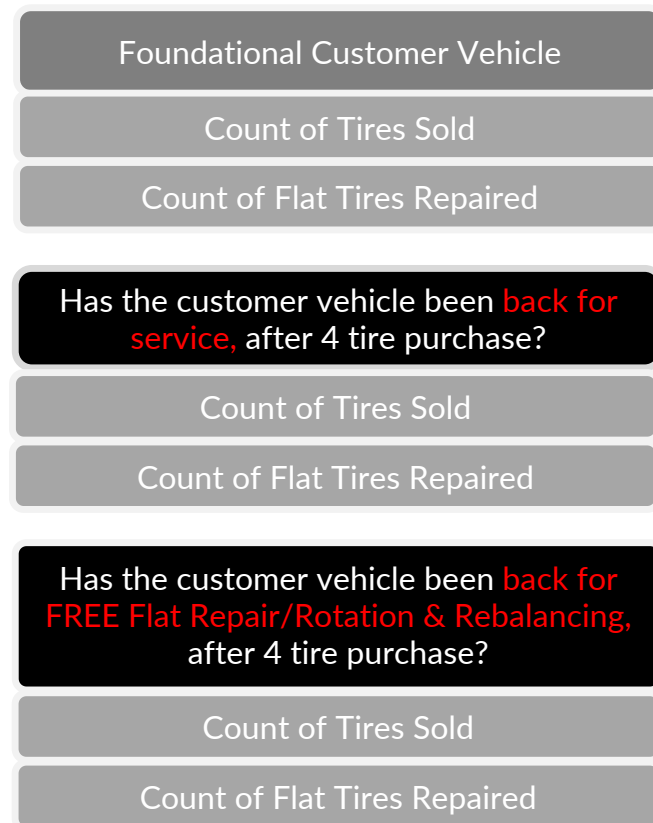 Foundational Customer Vehicle
Count of Tires Sold
Count of Flat Tires Repaired
Has the customer vehicle been back for
service, after 4 tire purchase?
Count of Tires Sold
Count of Flat Tires Repaired
Has the customer vehicle been back for
FREE Flat Repair/Rotation & Rebalancing,
after 4 tire purchase?
Count of Tires Sold
Count of Flat Tires Repaired